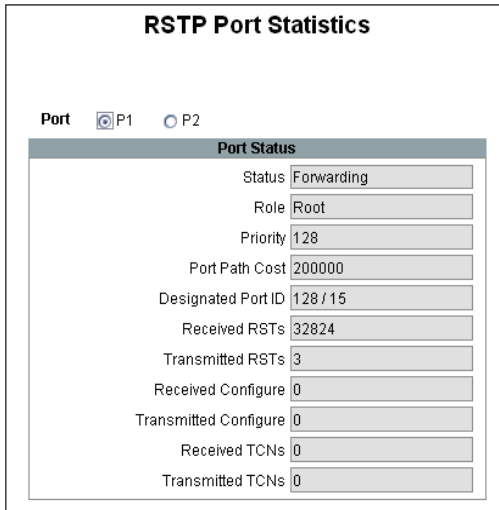 RSTP Port Statistics
Port P1 P2
Port Status
Status Forwarding
Role Root
Priority 128
Port Path Cost 200000
Designated Port ID 128 / 15
Received RSTs 32824
Transmitted RSTs 3
Received Configure 0
Transmitted Configure 0
Received TCNs 0
Transmitted TCNs 0